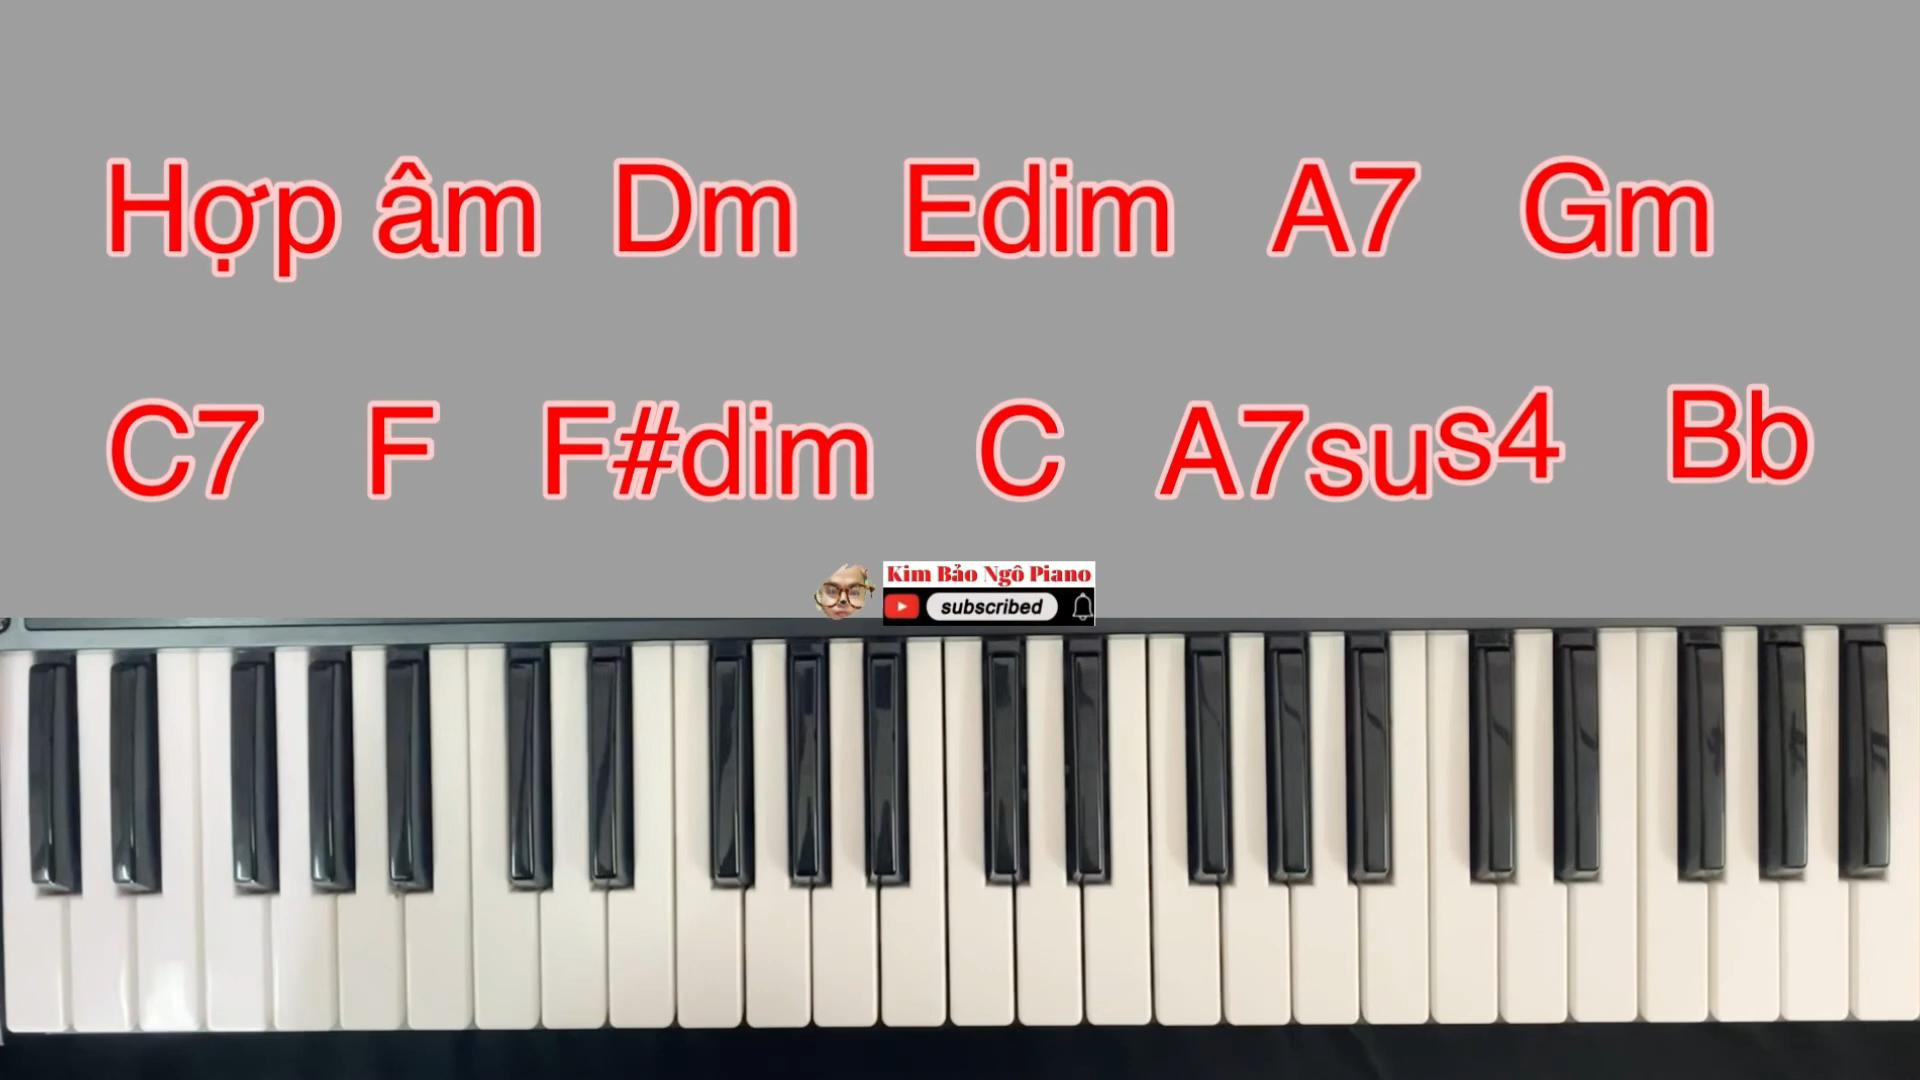 Hợp âm Dm Edim A7 Gm
C7 F F#dim C A7sus4 Bb
Kim Bảo Ngô Piano
subscribed